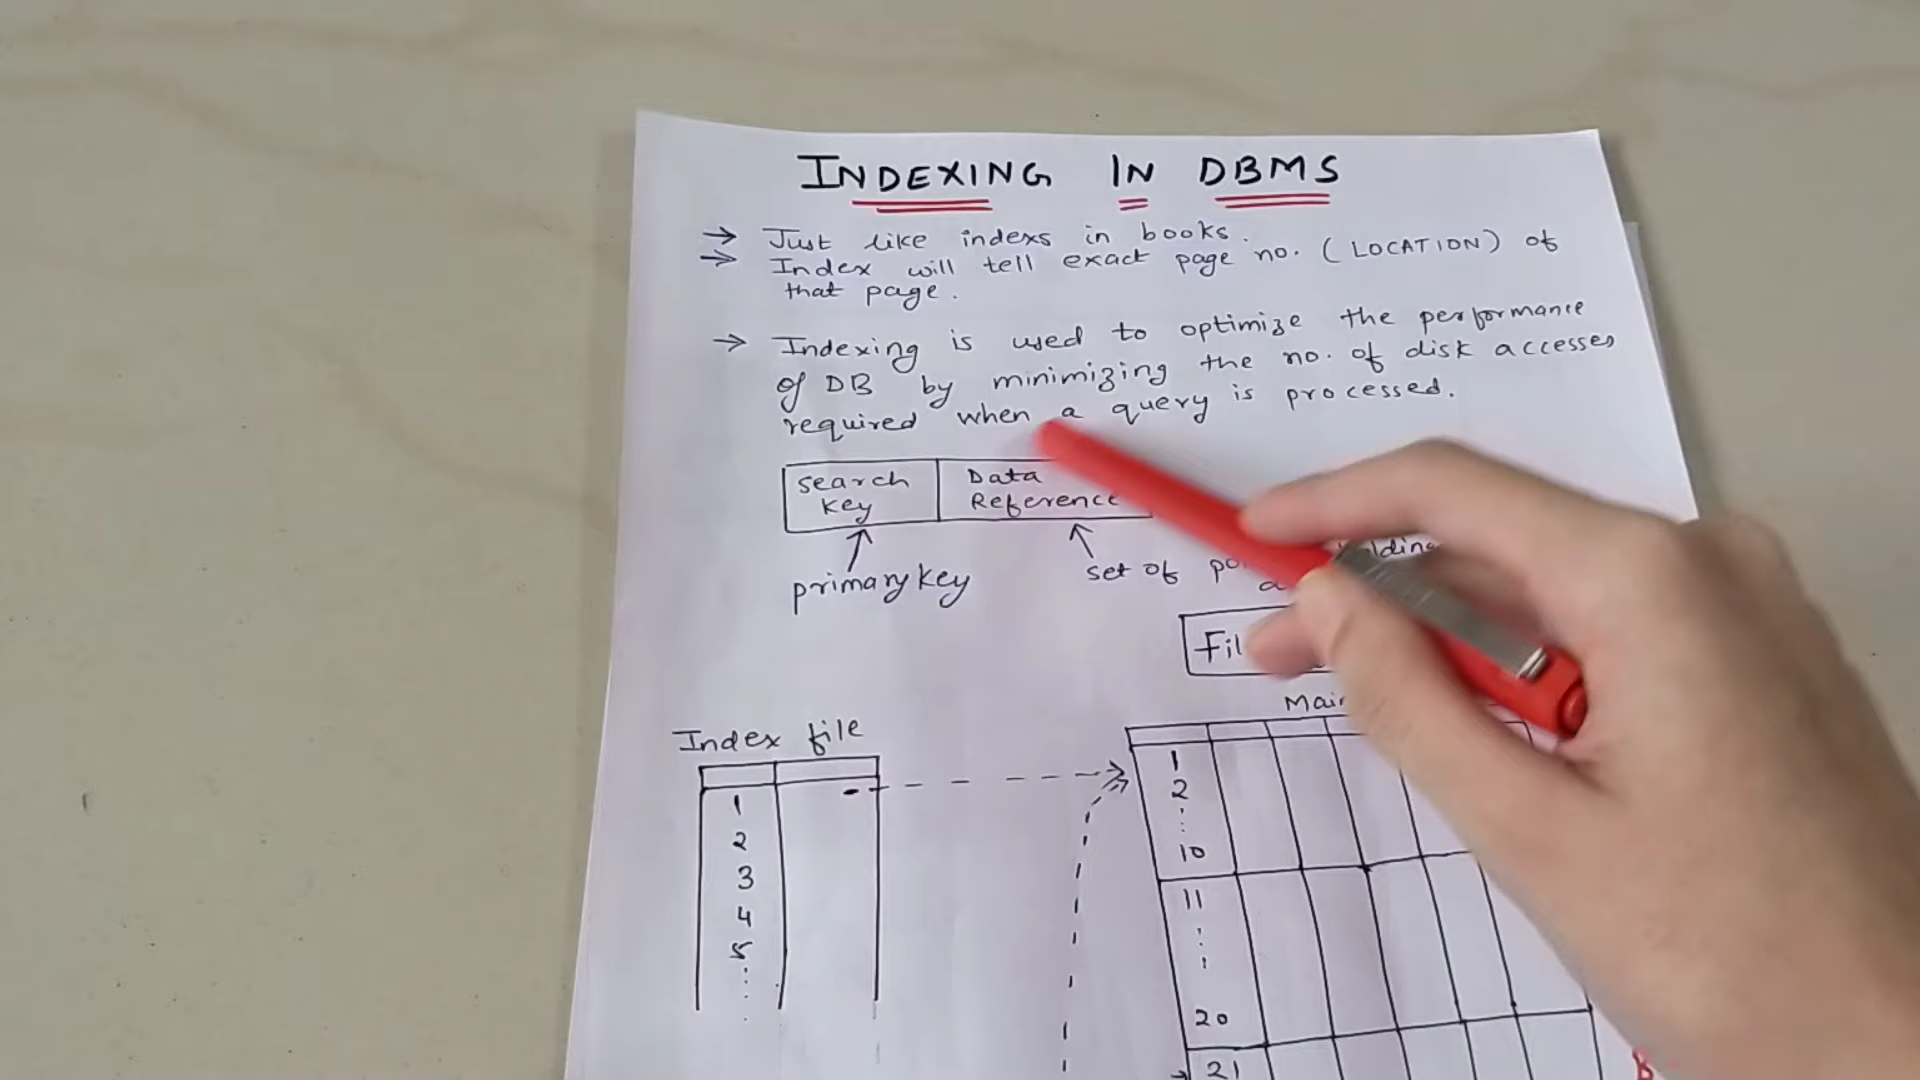 INDEXING IN DBMS
→ Just like indexs in books.
→ Index will tell exact page no. (LOCATION) of
that page.
→ Indexing is used to optimize the performance
of DB by minimizing the no. of disk accesses
required when a query is processed.
Search Key
Data Reference
primary key
set of
Index file
1
2
3
4
5
1
2
10
11
20
21